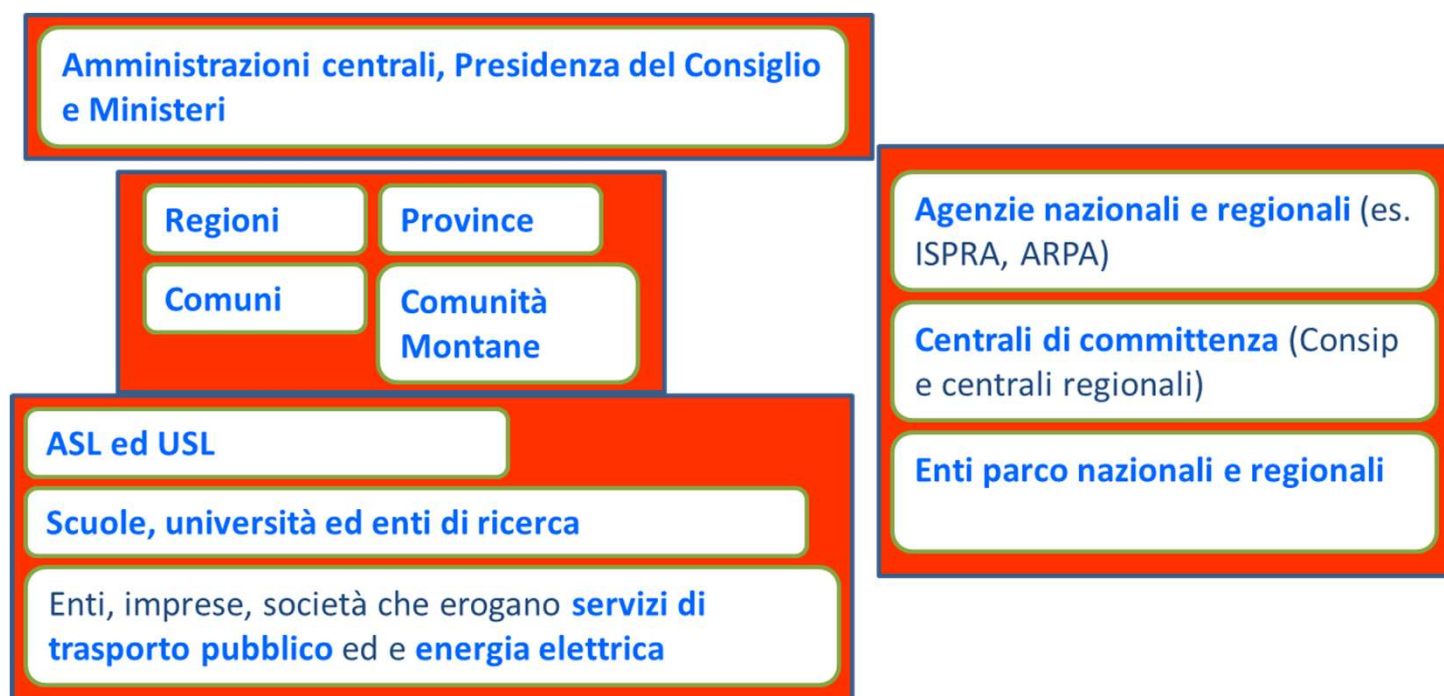 Amministrazioni centrali, Presidenza del Consiglio
e Ministeri
Regioni
Province
Comuni
Comunità
Montane
ASL ed USL
Scuole, università ed enti di ricerca
Enti, imprese, società che erogano servizi di
trasporto pubblico ed e energia elettrica
Agenzie nazionali e regionali (es.
ISPRA, ARPA)
Centrali di committenza (Consip
e centrali regionali)
Enti parco nazionali e regionali